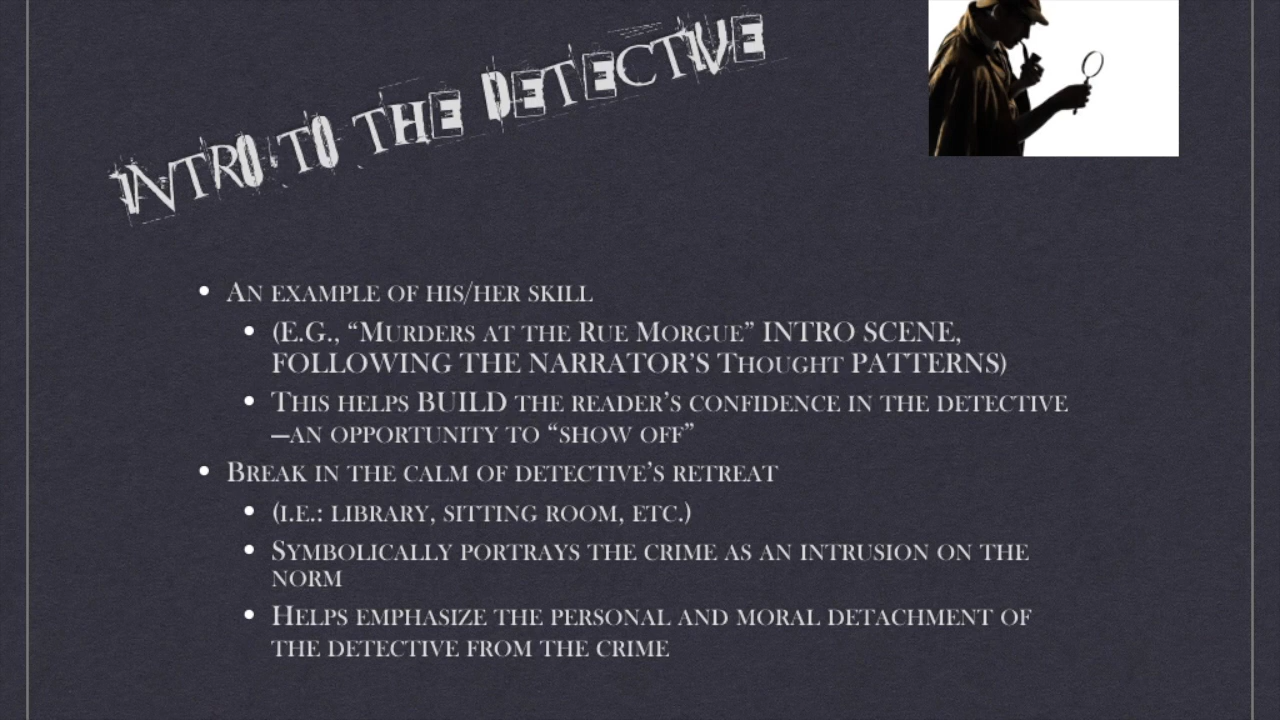 INTRO TO THE DETECTIVE
• An example of his/her skill
• (E.G., “Murders at the Rue Morgue” INTRO SCENE,
FOLLOWING THE NARRATOR’S Thought PATTERNS)
• This helps BUILD the reader’s confidence in the detective
—an opportunity to “show off”
• Break in the calm of detective’s retreat
• (i.e.: library, sitting room, etc.)
• Symbolically portrays the crime as an intrusion on the
norm
• Helps emphasize the personal and moral detachment of
the detective from the crime